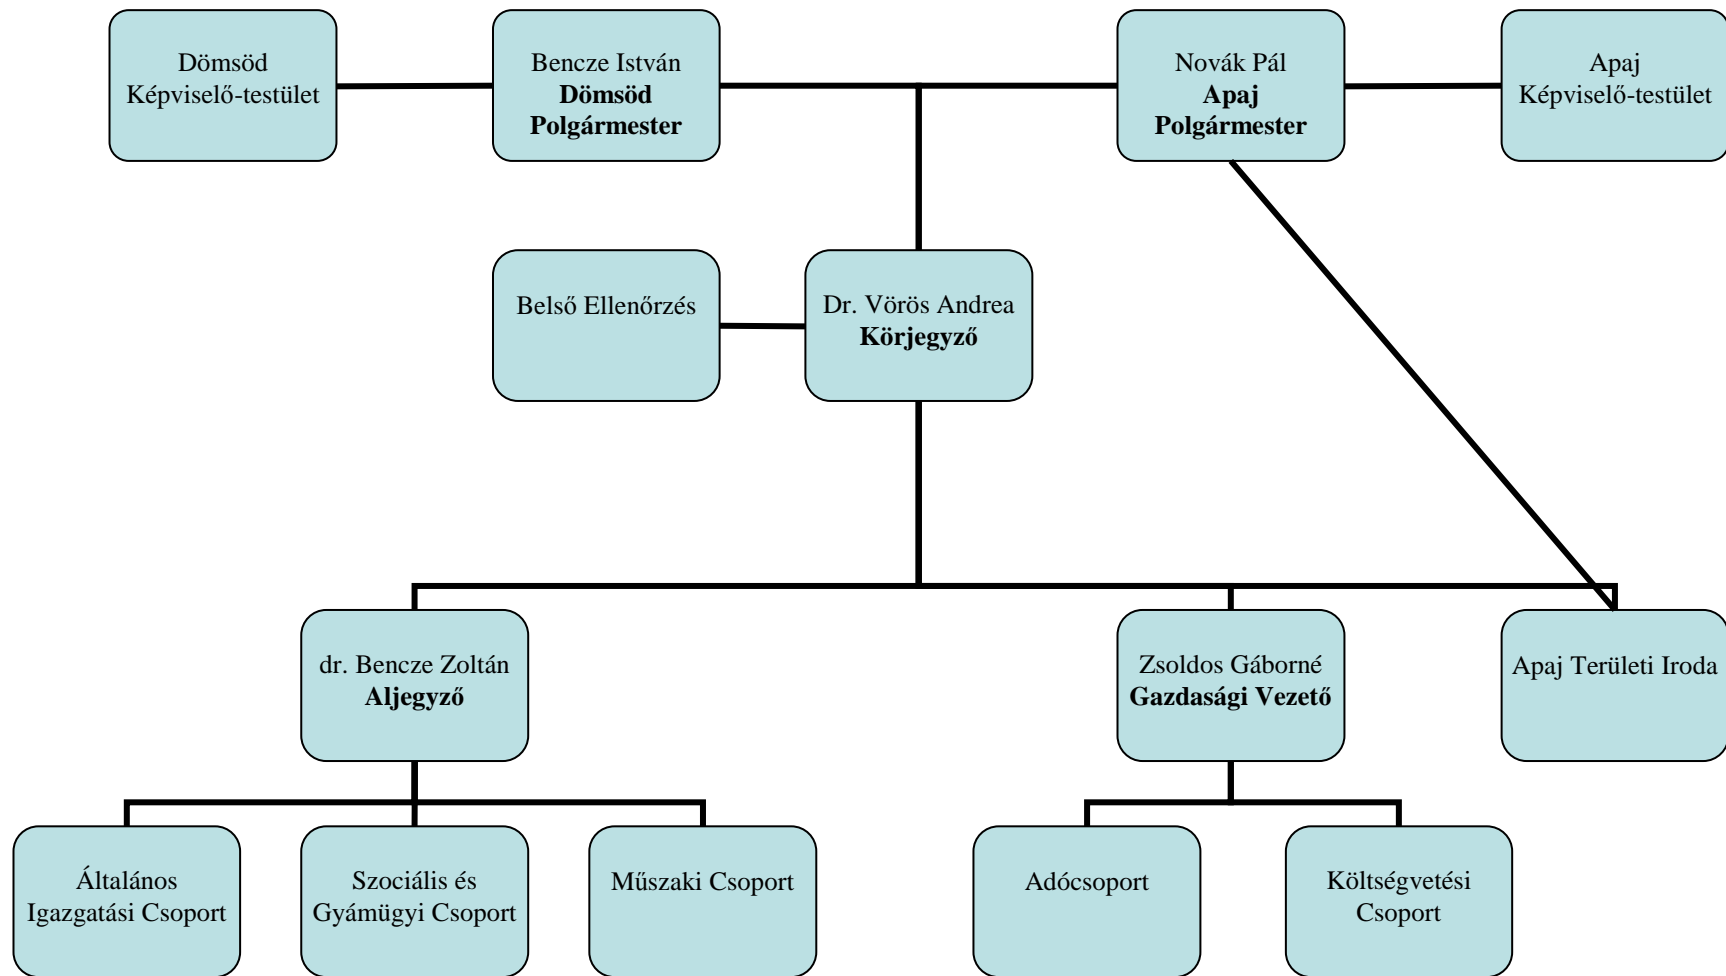 Dömsöd
Képviselő-testület
Bencze István
Dömsöd
Polgármester
Novák Pál
Apaj
Polgármester
Apaj
Képviselő-testület
Belső Ellenőrzés
Dr. Vörös Andrea
Körjegyző
dr. Bencze Zoltán
Aljegyző
Zsoldos Gáborné
Gazdasági Vezető
Apaj Területi Iroda
Általános
Igazgatási Csoport
Szociális és
Gyámügyi Csoport
Műszaki Csoport
Adócsoport
Költségvetési
Csoport